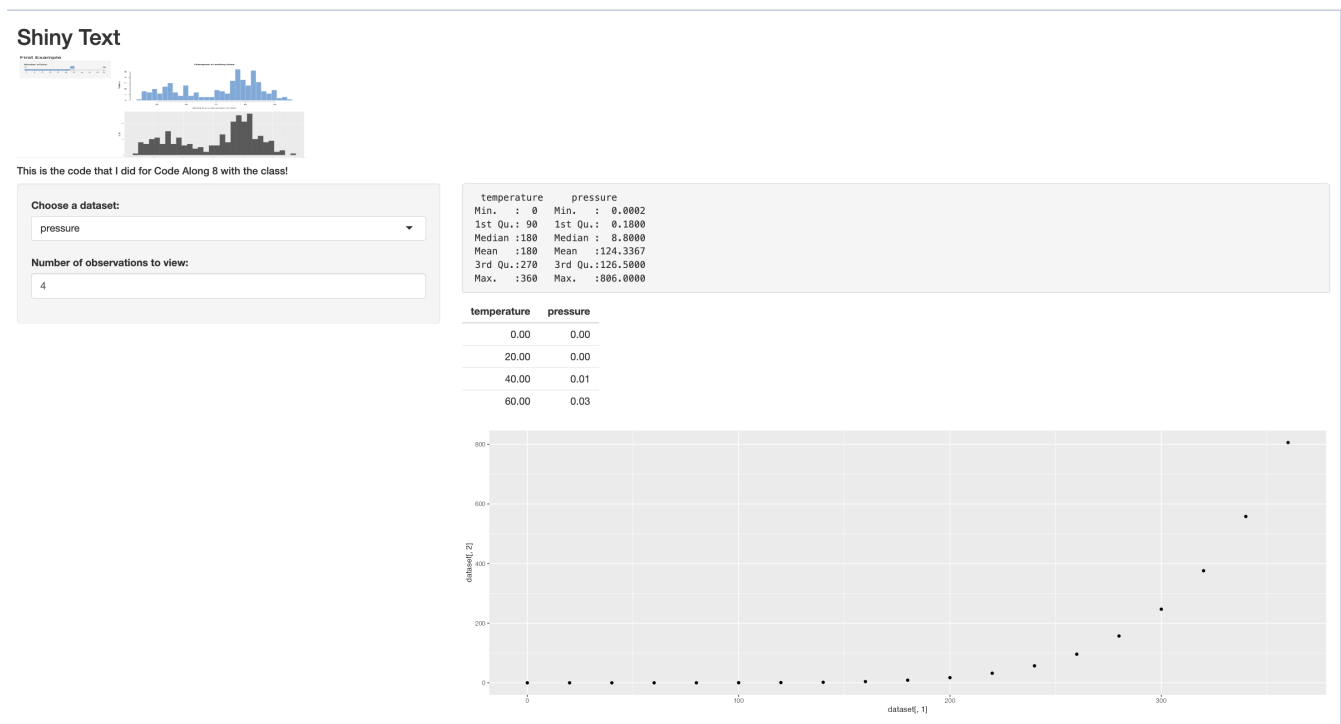 Shiny Text
First Example
This is the code that I did for Code Along 8 with the class!
Choose a dataset:
pressure
Number of observations to view:
4
temperature pressure
Min. : 0 Min. : 0.0002
1st Qu.: 90 1st Qu.: 0.1800
Median :180 Median : 8.8000
Mean :180 Mean :124.3367
3rd Qu.:270 3rd Qu.:126.5000
Max. :360 Max. :806.0000
temperature pressure
0.00 0.00
20.00 0.00
40.00 0.01
60.00 0.03
800
600
400
200
0
dataset[, 2]
0 100 200 300
dataset[, 1]